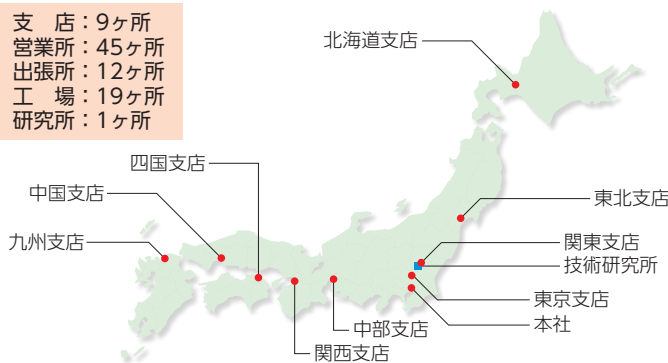 支　店：9ヶ所
営業所：45ヶ所
出張所：12ヶ所
工　場：19ヶ所
研究所：1ヶ所
北海道支店
四国支店
中国支店
九州支店
東北支店
関東支店
技術研究所
東京支店
本社
中部支店
関西支店